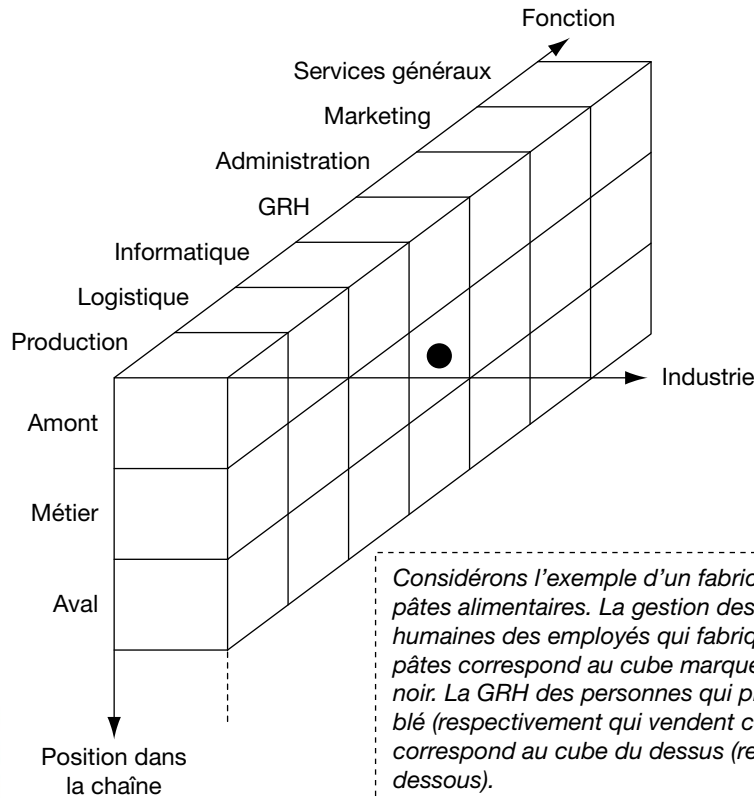 Fonction
Services généraux
Marketing
Administration
GRH
Informatique
Logistique
Production
Industrie
Amont
Métier
Aval
Position dans
la chaîne
Considérons l'exemple d'un
pâtes alimentaires. La gestion des
humaines des employés qui
pâtes correspond au cube
noir. La GRH des personnes qui
blé (respectivement qui vendent
correspond au cube du dessus
dessous).